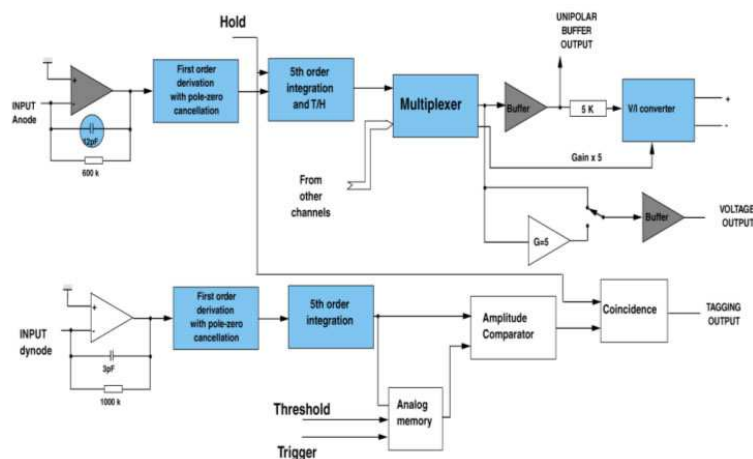 UNIPOLAR
BUFFER
OUTPUT
Hold
First order
derivation
with pole-zero
cancellation
5th order
integration
and T/H
Multiplexer
Buffer
5 K
V/I converter
+
-
+
-
INPUT
Anode
12pF
600 k
Gain x 5
From
other
channels
G=5
Buffer
VOLTAGE
OUTPUT
+
-
INPUT
dynode
3pF
1000 k
First order
derivation
with pole-zero
cancellation
5th order
integration
Amplitude
Comparator
Coincidence
TAGGING
OUTPUT
Analog
memory
Threshold
Trigger